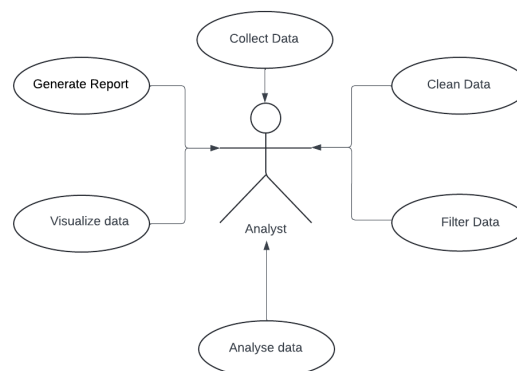 Collect Data
Generate Report
Clean Data
Visualize data
Filter Data
Analyst
Analyse data